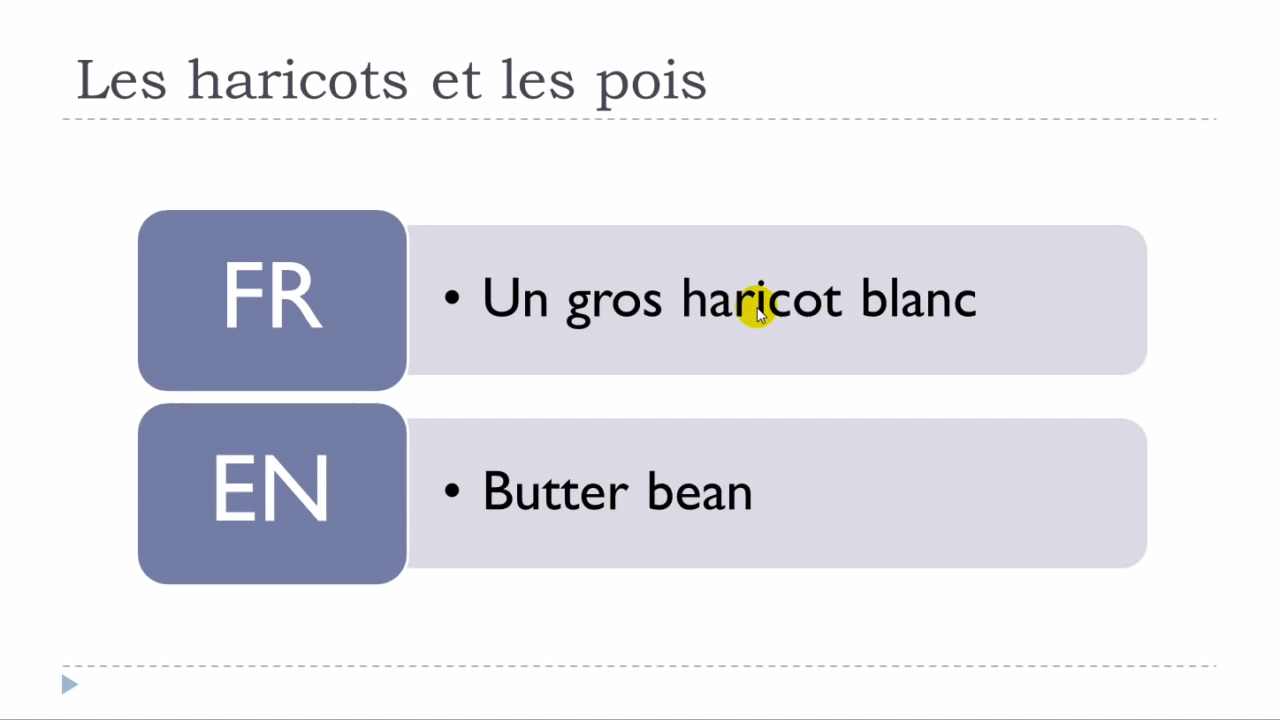 Les haricots et les pois
FR
• Un gros haricot blanc
EN
• Butter bean